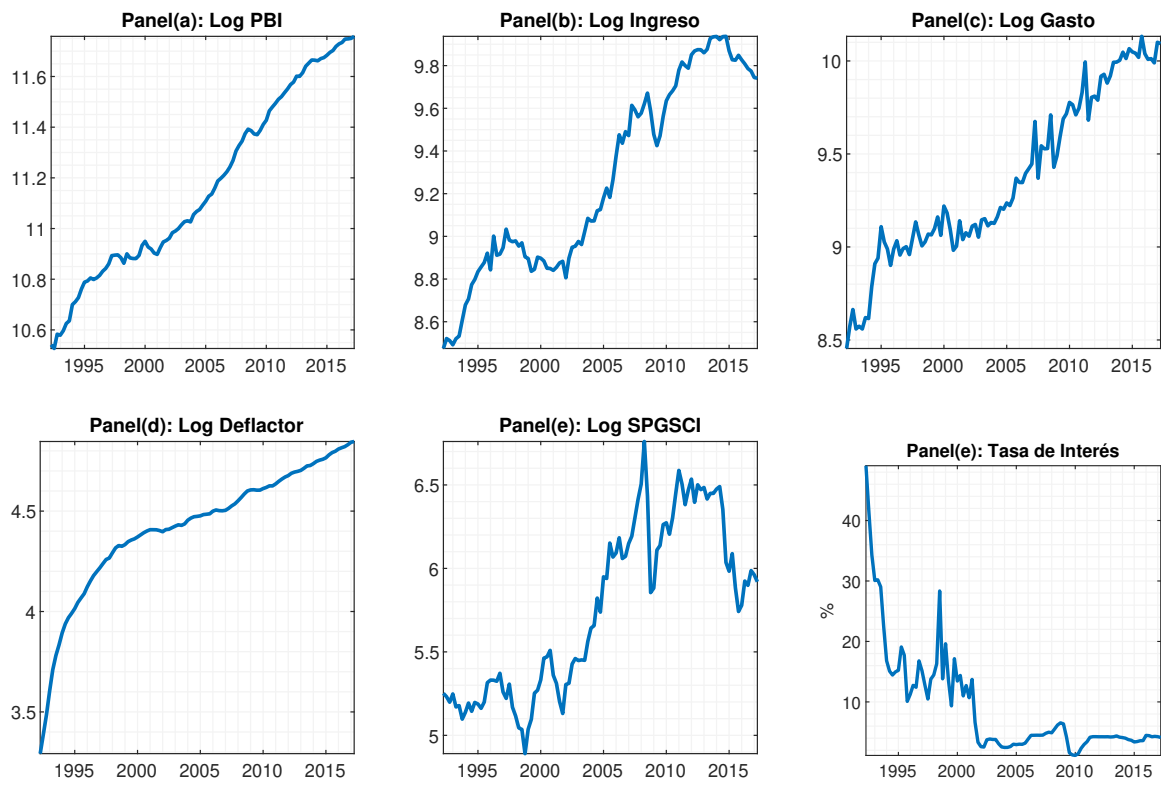 Panel(a): Log PBI
Panel(b): Log Ingreso
Panel(c): Log Gasto
11.6
11.4
11.2
11
10.8
10.6
1995 2000 2005 2010 2015
9.8
9.6
9.4
9.2
9
8.8
8.6
1995 2000 2005 2010 2015
10
9.5
9
8.5
1995 2000 2005 2010 2015
Panel(d): Log Deflactor
Panel(e): Log SPGSCI
Panel(e): Tasa de Interés
4.5
4
3.5
1995 2000 2005 2010 2015
6.5
6
5.5
5
1995 2000 2005 2010 2015
%
40
30
20
10
1995 2000 2005 2010 2015